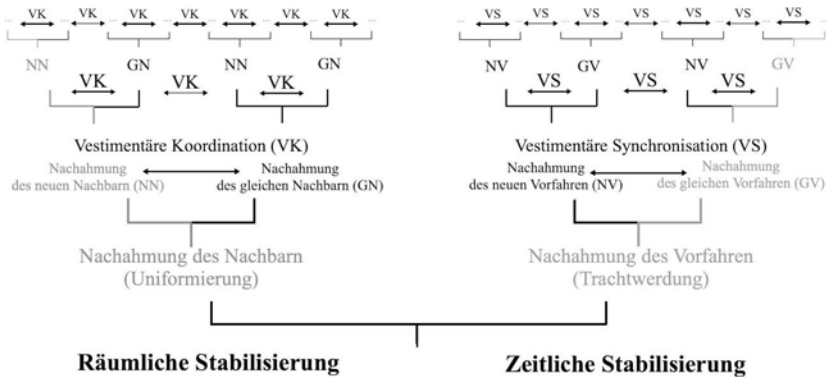 VK VK VK VK VK VK VK
... ... ... ... ... ... ... ...
NN GN NN GN
VK VK VK
Vestimentäre Koordination (VK)
Nachahmung
des neuen Nachbarn (NN)
Nachahmung
des gleichen Nachbarn (GN)
Nachahmung des Nachbarn
(Uniformierung)
Räumliche Stabilisierung
VS VS VS VS VS VS VS
... ... ... ... ... ... ... ...
NV GV NV GV
VS VS VS
Vestimentäre Synchronisation (VS)
Nachahmung
des neuen Vorfahren (NV)
Nachahmung
des gleichen Vorfahren (GV)
Nachahmung des Vorfahren
(Trachtwerdung)
Zeitliche Stabilisierung